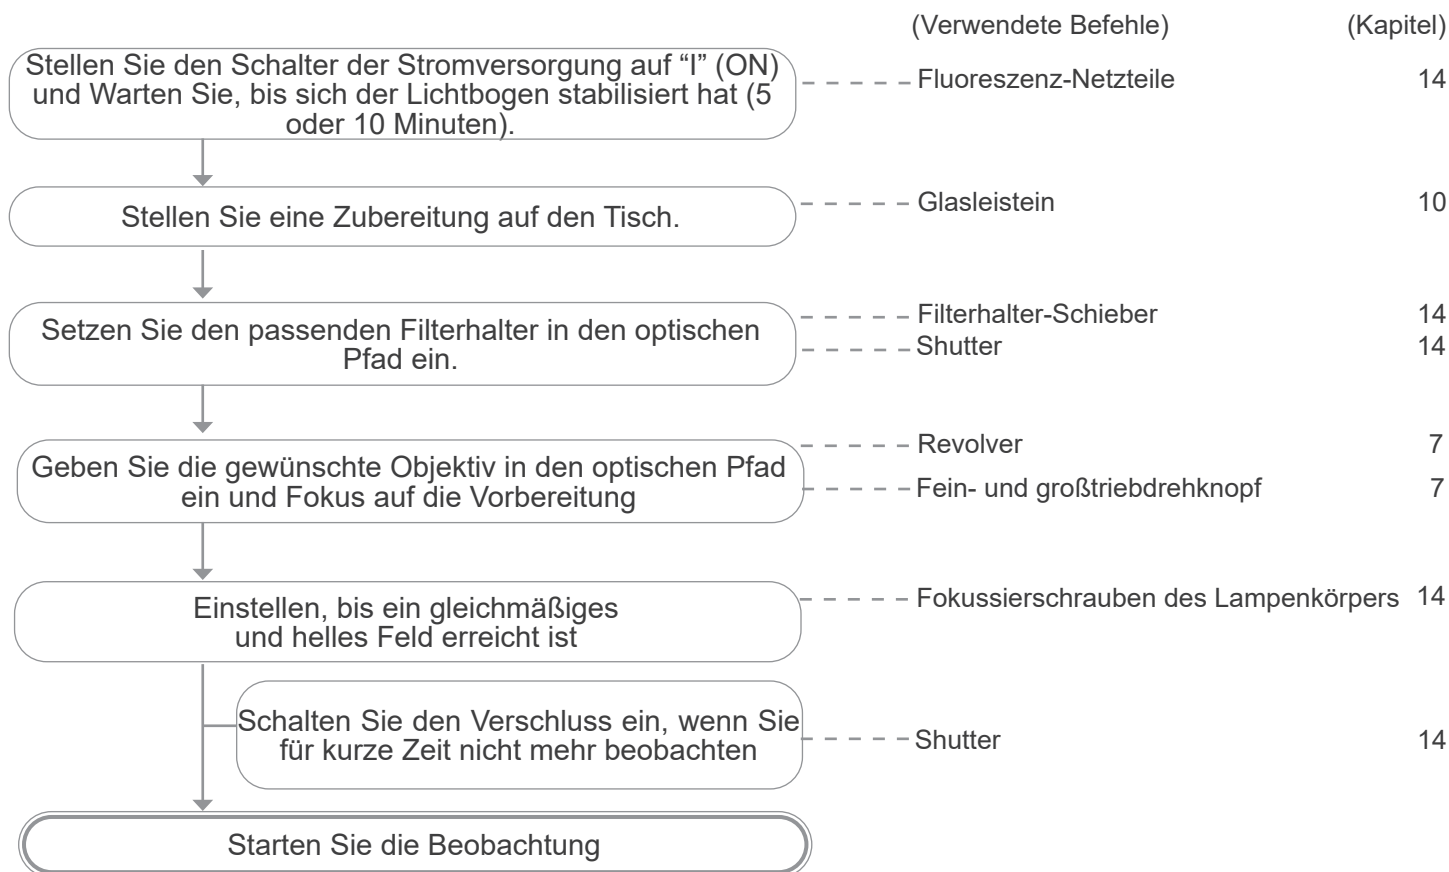 (Verwendete Befehle) (Kapitel)
Stellen Sie den Schalter der Stromversorgung auf “I” (ON)
und Warten Sie, bis sich der Lichtbogen stabilisiert hat (5
oder 10 Minuten).
Fluoreszenz-Netzteile 14
Stellen Sie eine Zubereitung auf den Tisch.
Glasleistein 10
Setzen Sie den passenden Filterhalter in den optischen
Pfad ein.
Filterhalter-Schieber 14
Shutter 14
Geben Sie die gewünschte Objektiv in den optischen Pfad
ein und Fokus auf die Vorbereitung
Revolver 7
Fein- und großtriebdrehknopf 7
Einstellen, bis ein gleichmäßiges
und helles Feld erreicht ist
Fokussierschrauben des Lampenkörpers 14
Schalten Sie den Verschluss ein, wenn Sie
für kurze Zeit nicht mehr beobachten
Shutter 14
Starten Sie die Beobachtung